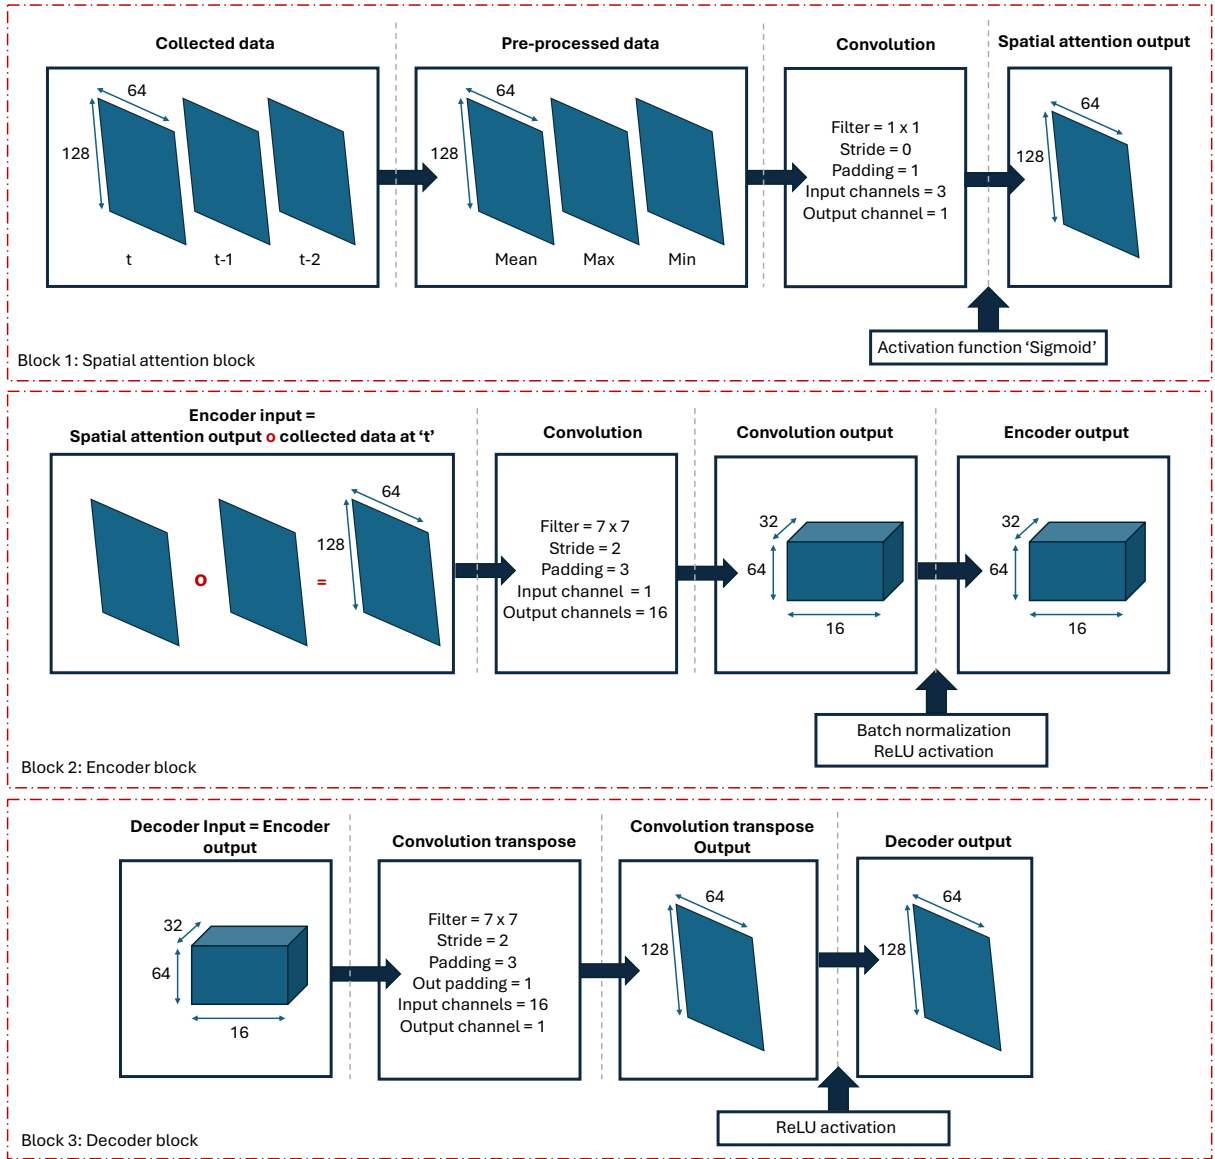 Collected data
Pre-processed data
Convolution
Spatial attention output
64
128
t
t-1
t-2
64
128
Mean
Max
Min
Filter = 1 x 1
Stride = 0
Padding = 1
Input channels = 3
Output channel = 1
64
128
Activation function ‘Sigmoid’
Block 1: Spatial attention block
Encoder input =
Spatial attention output o collected data at ‘t’
Convolution
Convolution output
Encoder output
o
=
64
128
Filter = 7 x 7
Stride = 2
Padding = 3
Input channel = 1
Output channels = 16
32
64
16
32
64
16
Batch normalization
ReLU activation
Block 2: Encoder block
Decoder Input = Encoder
output
Convolution transpose
Convolution transpose
Output
Decoder output
32
64
16
Filter = 7 x 7
Stride = 2
Padding = 3
Out padding = 1
Input channels = 16
Output channel = 1
64
128
64
128
ReLU activation
Block 3: Decoder block